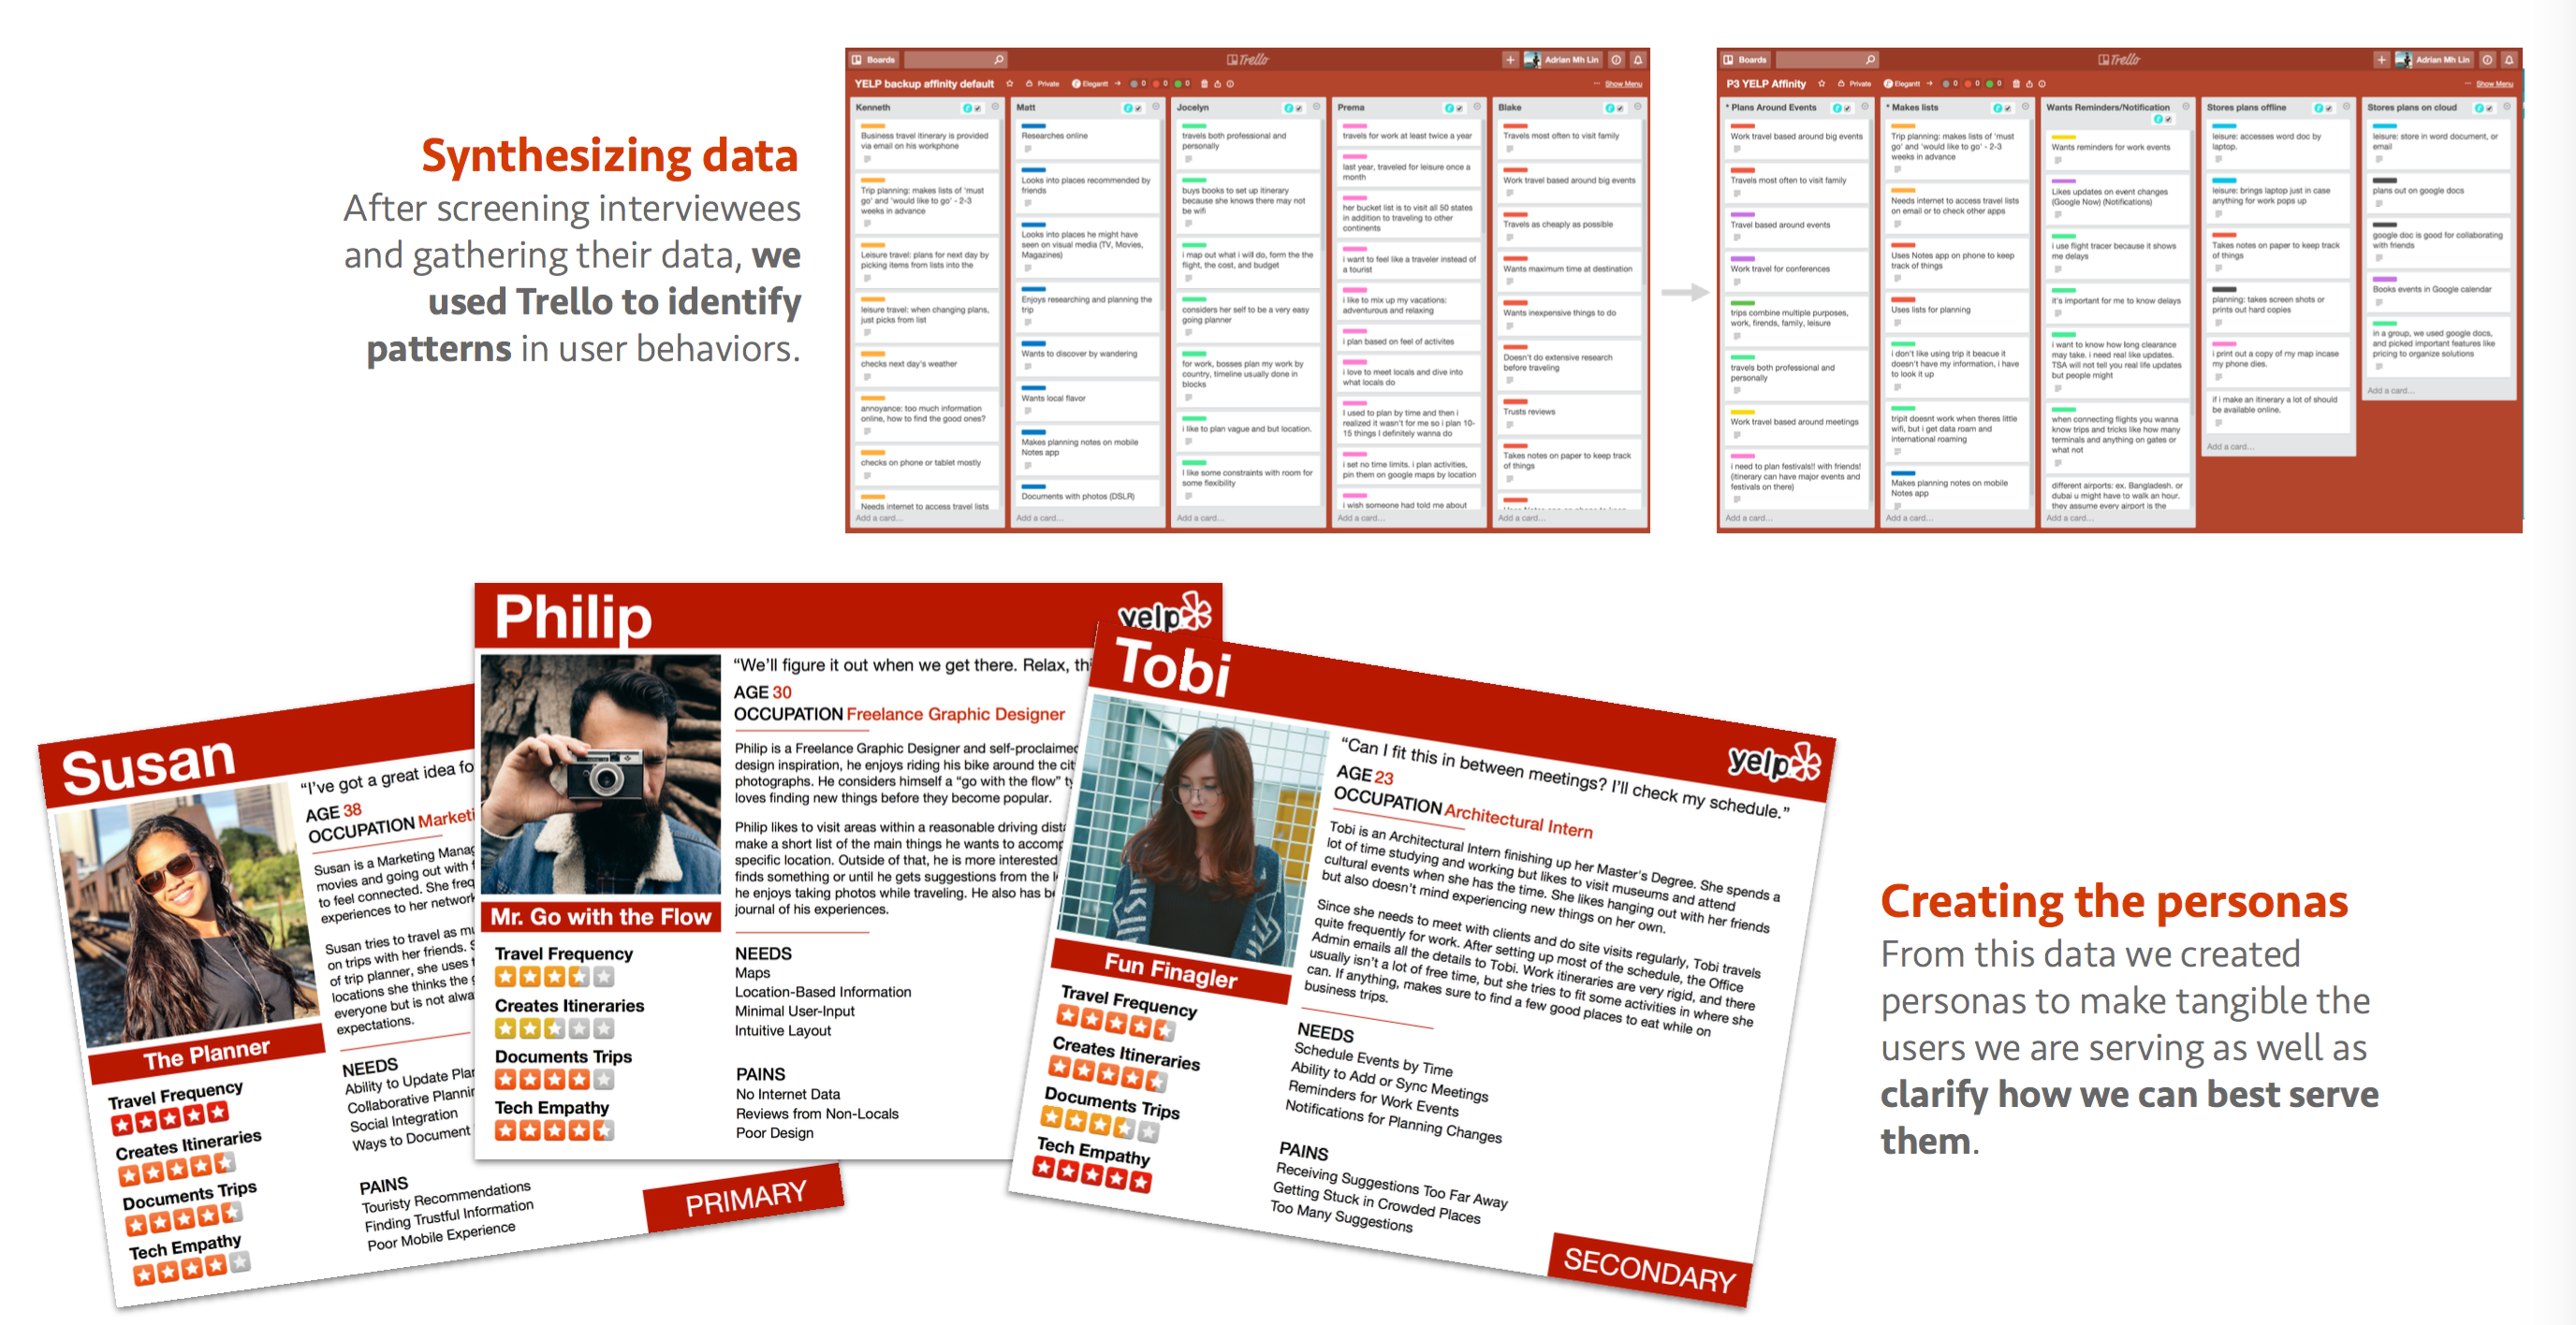 Synthesizing data
After screening interviewees
and gathering their data, we
used Trello to identify
patterns in user behaviors.
Boards
Trello
Adrian Mh Lin
YELP backup affinity default
Private
Elegantt
0
0
0
Show Menu
Kenneth
Business travel itinerary is provided
via email on his workphone
Trip planning: makes lists of 'must
go' and 'would like to go' - 2-3
weeks in advance
Leisure travel: plans for next day by
picking items from lists into the
leisure travel: when changing plans,
just picks from list
checks next day's weather
annoyance: too much information
online, how to find the good ones?
checks on phone or tablet mostly
Needs internet to access travel lists
Add a card...
Matt
Researches online
Looks into places recommended by
friends
Looks into places he might have
seen on visual media (TV, Movies,
Magazines)
Enjoys researching and planning the
trip
Wants to discover by wandering
Wants local flavor
Makes planning notes on mobile
Notes app
Documents with photos (DSLR)
Add a card...
Jocelyn
travels both professional and
personally
buys books to set up itinerary
because she knows there may not
be wifi
i map out what i will do, form the the
flight, the cost, and budget
considers her self to be a very easy
going planner
for work, bosses plan my work by
country, timeline usually done in
blocks
i like to plan vague and but location.
I like some constraints with room for
some flexibility
Add a card...
Prema
travels for work at least twice a year
last year, traveled for leisure once a
month
her bucket list is to visit all 50 states
in addition to traveling to other
continents
i want to feel like a traveler instead of
a tourist
i like to mix up my vacations:
adventurous and relaxing
i plan based on feel of activites
i love to meet locals and dive into
what locals do
I used to plan by time and then i
realized it wasn't for me so i plan 10-
15 things I definitely wanna do
i set no time limits. i plan activities,
pin them on google maps by location
i wish someone had told me about
Add a card...
Blake
Travels most often to visit family
Work travel based around big events
Travels as cheaply as possible
Wants maximum time at destination
Wants inexpensive things to do
Doesn't do extensive research
before traveling
Trusts reviews
Takes notes on paper to keep track
of things
Add a card...
Boards
Trello
Adrian Mh Lin
P3 YELP Affinity
Private
Elegantt
0
0
0
Show Menu
* Plans Around Events
Work travel based around big events
Travels most often to visit family
Travel based around events
Work travel for conferences
trips combine multiple purposes,
work, firends, family, leisure
travels both professional and
personally
Work travel based around meetings
i need to plan festivals!! with friends!
(itinerary can have major events and
festivals on there)
Add a card...
* Makes lists
Trip planning: makes lists of 'must
go' and 'would like to go' - 2-3
weeks in advance
Needs internet to access travel lists
on email or to check other apps
Uses Notes app on phone to keep
track of things
Uses lists for planning
i don't like using trip it beacue it
doesn't have my information, i have
to look it up
tripit doesnt work when theres little
wifi, but i get data roam and
international roaming
Makes planning notes on mobile
Notes app
Add a card...
Wants Reminders/Notification
Wants reminders for work events
Likes updates on event changes
(Google Now) (Notifications)
i use flight tracer because it shows
me delays
it's important for me to know delays
i want to know how long clearance
may take. i need real like updates.
TSA will not tell you real life updates
but people might
when connecting flights you wanna
know trips and tricks like how many
terminals and anything on gates or
what not
different airports: ex. Bangladesh. or
dubai u might have to walk an hour.
they assume every airport is the
Add a card...
Stores plans offline
leisure: accesses word doc by
laptop.
leisure: brings laptop just in case
anything for work pops up
Takes notes on paper to keep track
of things
planning: takes screen shots or
prints out hard copies
i print out a copy of my map incase
my phone dies.
if i make an itinerary a lot of should
be available online.
Add a card...
Stores plans on cloud
leisure: store in word document, or
email
plans out on google docs
google doc is good for collaborating
with friends
Books events in Google calendar
in a group, we used google docs,
and picked important features like
pricing to organize solutions
Add a card...
Susan
"I've got a great idea fo
AGE 38
OCCUPATION Marketi
Susan is a Marketing Manag
movies and going out with f
to feel connected. She freq
experiences to her network
Susan tries to travel as mu
on trips with her friends. S
of trip planner, she uses t
locations she thinks the g
everyone but is not alwa
expectations.
The Planner
Travel Frequency
Creates Itineraries
Documents Trips
Tech Empathy
NEEDS
Ability to Update Plan
Collaborative Plannin
Social Integration
Ways to Document
PAINS
Touristy Recommendations
Finding Trustful Information
Poor Mobile Experience
PRIMARY
Philip
yelp
"We'll figure it out when we get there. Relax, thi
AGE 30
OCCUPATION Freelance Graphic Designer
Philip is a Freelance Graphic Designer and self-proclaimed
design inspiration, he enjoys riding his bike around the cit
photographs. He considers himself a "go with the flow" ty
loves finding new things before they become popular.
Philip likes to visit areas within a reasonable driving dista
make a short list of the main things he wants to accomp
specific location. Outside of that, he is more interested
finds something or until he gets suggestions from the l
he enjoys taking photos while traveling. He also has be
journal of his experiences.
Mr. Go with the Flow
Travel Frequency
Creates Itineraries
Documents Trips
Tech Empathy
NEEDS
Maps
Location-Based Information
Minimal User-Input
Intuitive Layout
PAINS
No Internet Data
Reviews from Non-Locals
Poor Design
Tobi
yelp
"Can I fit this in between meetings? I'll check my schedule."
AGE 23
OCCUPATION Architectural Intern
Tobi is an Architectural Intern finishing up her Master's Degree. She spends a
lot of time studying and working but likes to visit museums and attend
cultural events when she has the time. She likes hanging out with her friends
but also doesn't mind experiencing new things on her own.
Since she needs to meet with clients and do site visits regularly, Tobi travels
quite frequently for work. After setting up most of the schedule, the Office
Admin emails all the details to Tobi. Work itineraries are very rigid, and there
usually isn't a lot of free time, but she tries to fit some activities in where she
can. If anything, makes sure to find a few good places to eat while on
business trips.
Fun Finagler
Travel Frequency
Creates Itineraries
Documents Trips
Tech Empathy
NEEDS
Schedule Events by Time
Ability to Add or Sync Meetings
Reminders for Work Events
Notifications for Planning Changes
PAINS
Receiving Suggestions Too Far Away
Getting Stuck in Crowded Places
Too Many Suggestions
SECONDARY
Creating the personas
From this data we created
personas to make tangible the
users we are serving as well as
clarify how we can best serve
them.